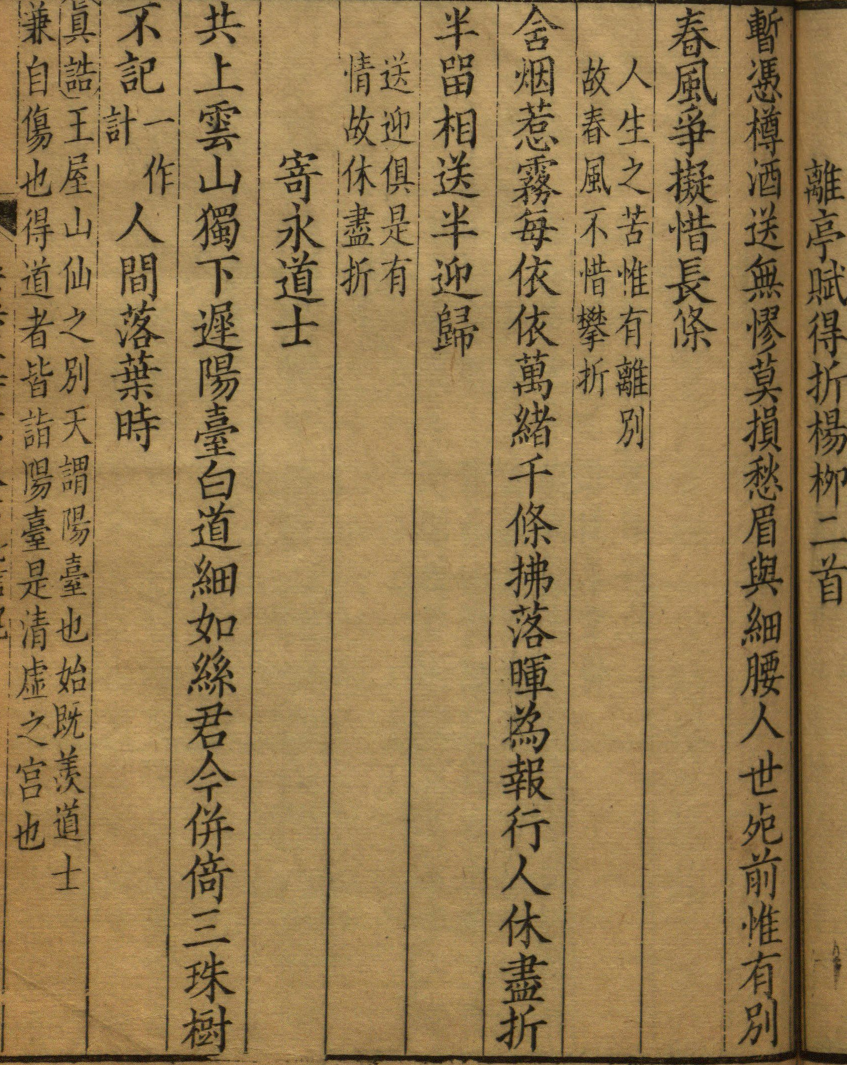 離亭賦得折楊栁二首
暫憑樽酒送無憀莫損愁眉與細腰人世死前惟有別
春風爭擬惜長條
人生之苦惟有離別
故春風不惜攀折
含烟惹霧每依依萬緒千條拂落暉為報行人休盡折
半留相送半迎歸
送迎俱是有
情故休盡折
寄永道士
共上雲山獨下遲陽臺白道細如絲君今併倚三珠樹
不記一作計人間落葉時
真誥王屋山仙之別天謂陽臺也始既羨道士
兼自傷也得道者皆詣陽臺是清虛之宮也